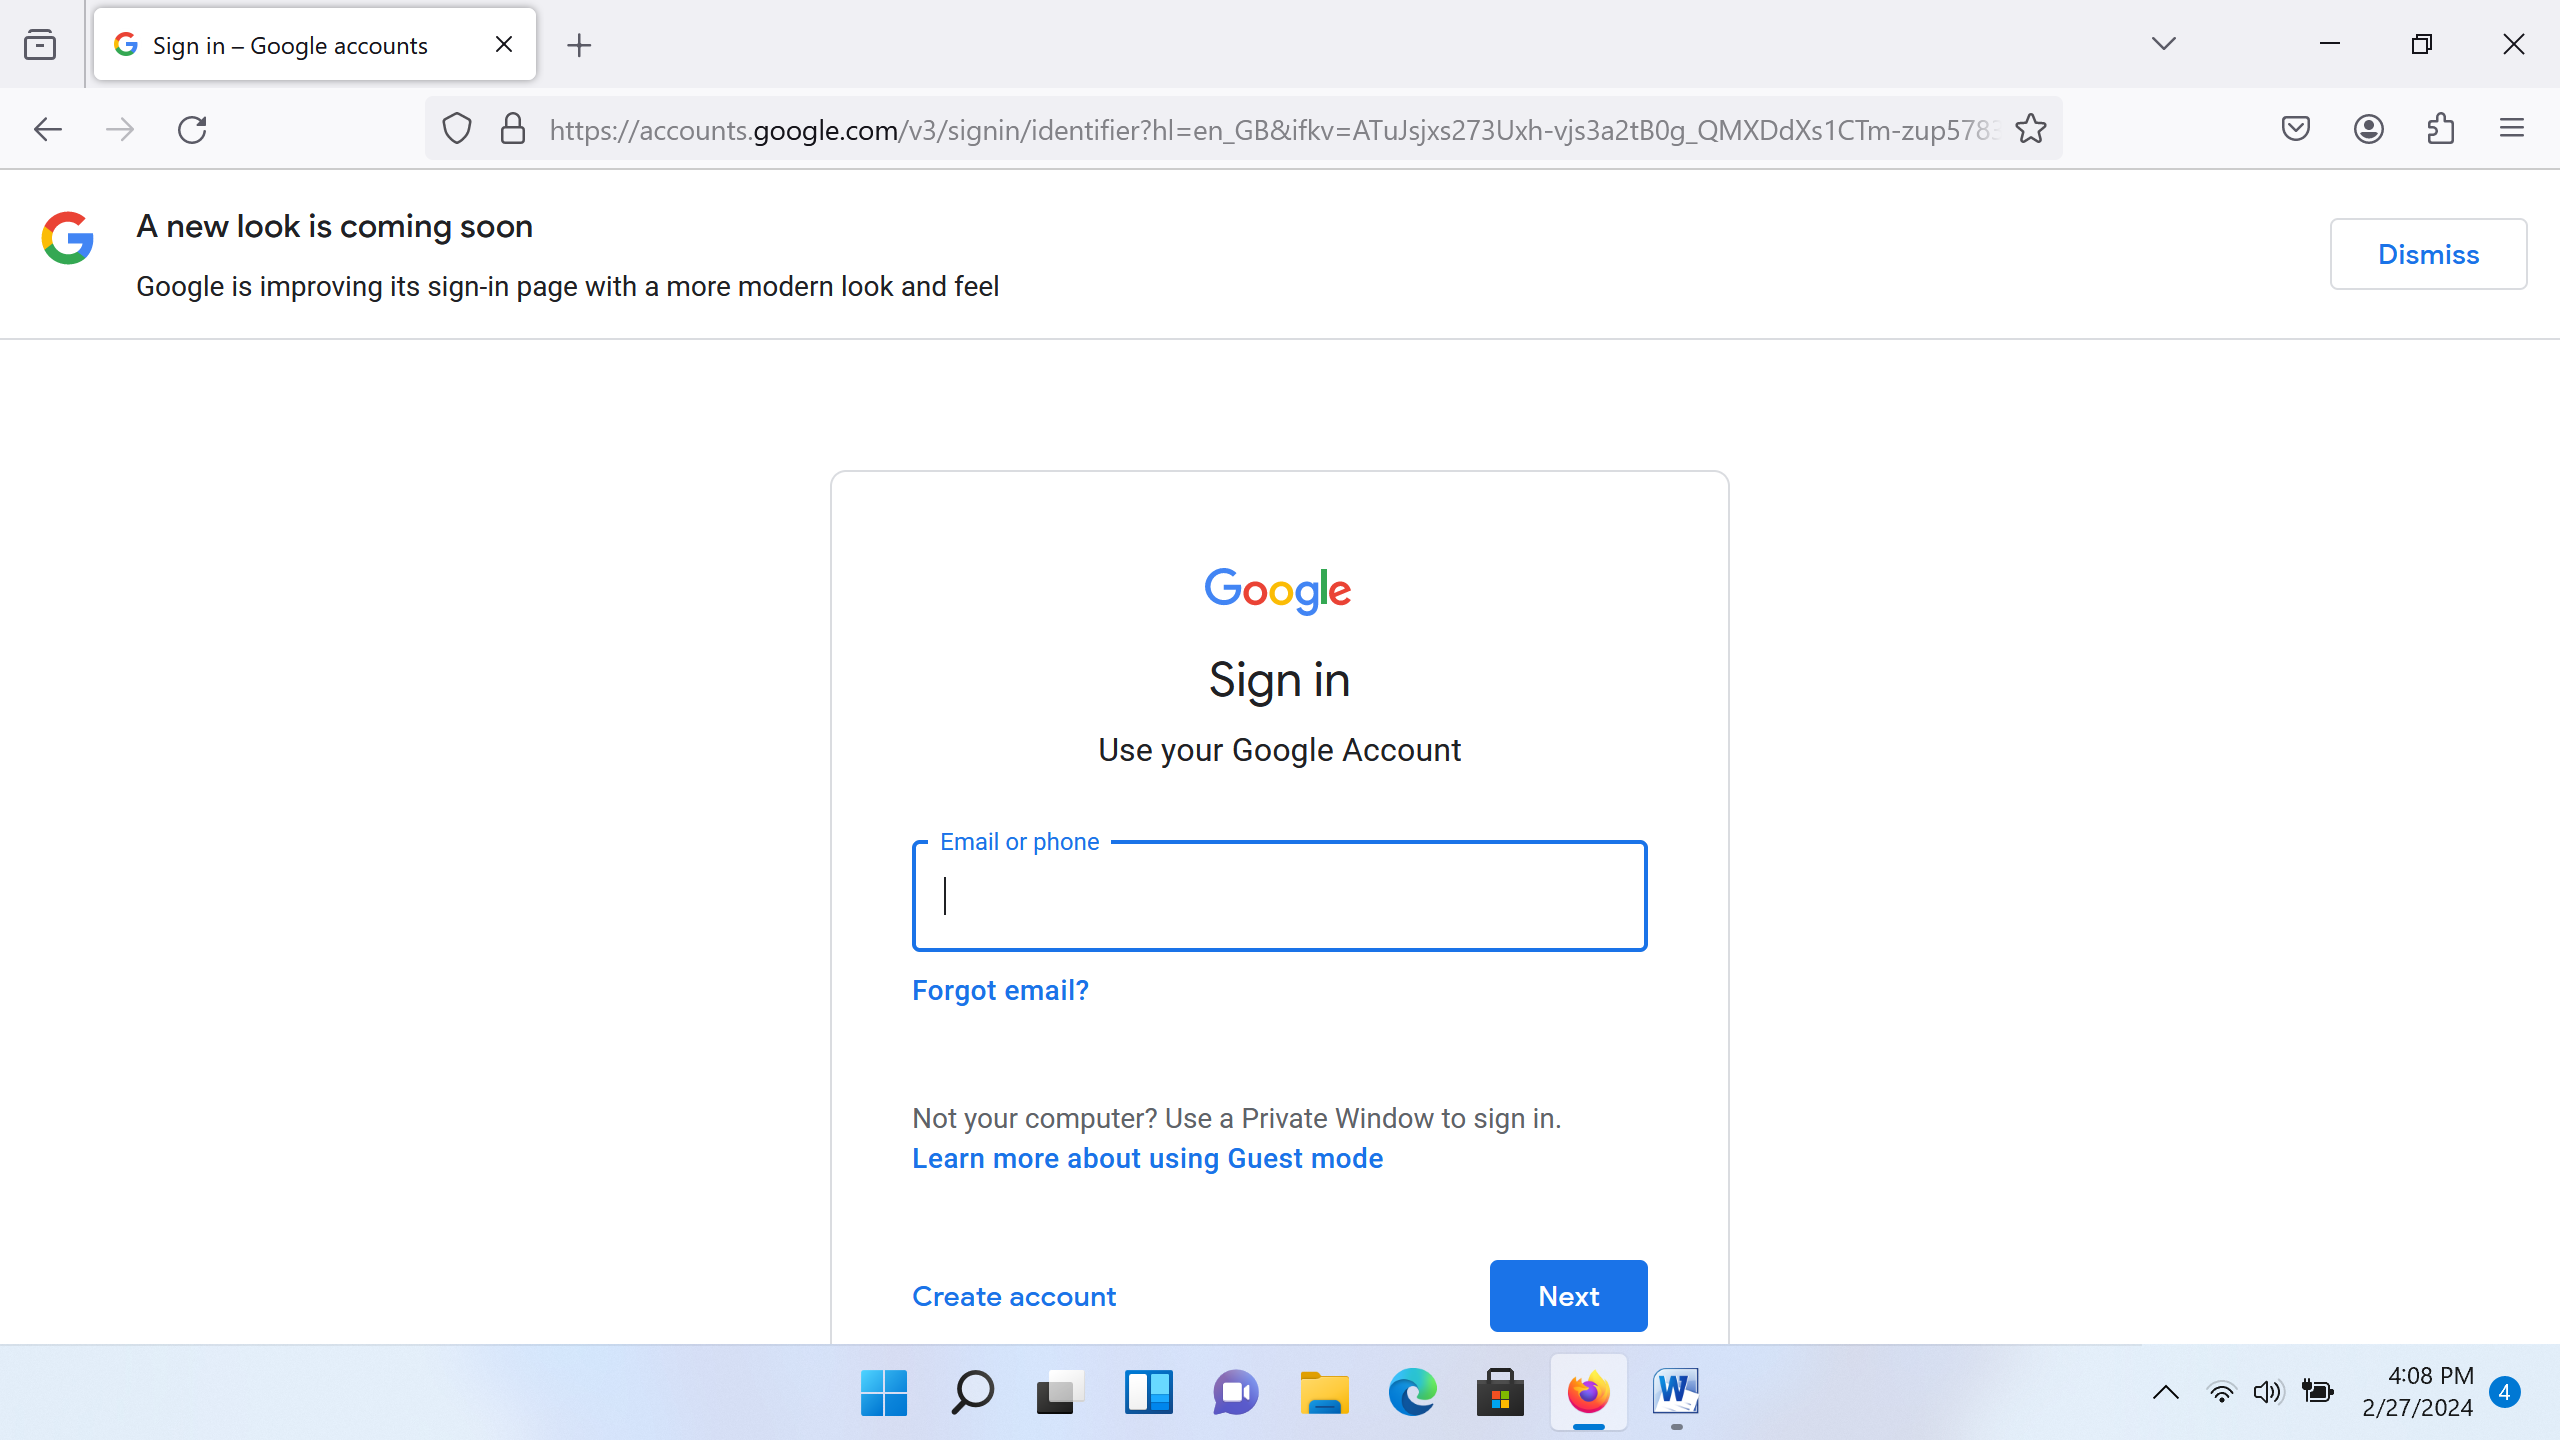 Sign in – Google accounts
https://accounts.google.com/v3/signin/identifier?hl=en_GB&ifkv=ATuJsjxs273Uxh-vjs3a2tB0g_QMXDdXs1CTm-zup578
A new look is coming soon
Google is improving its sign-in page with a more modern look and feel
Dismiss
Google
Sign in
Use your Google Account
Email or phone
Forgot email?
Not your computer? Use a Private Window to sign in.
Learn more about using Guest mode
Create account
Next
4:08 PM
2/27/2024
4